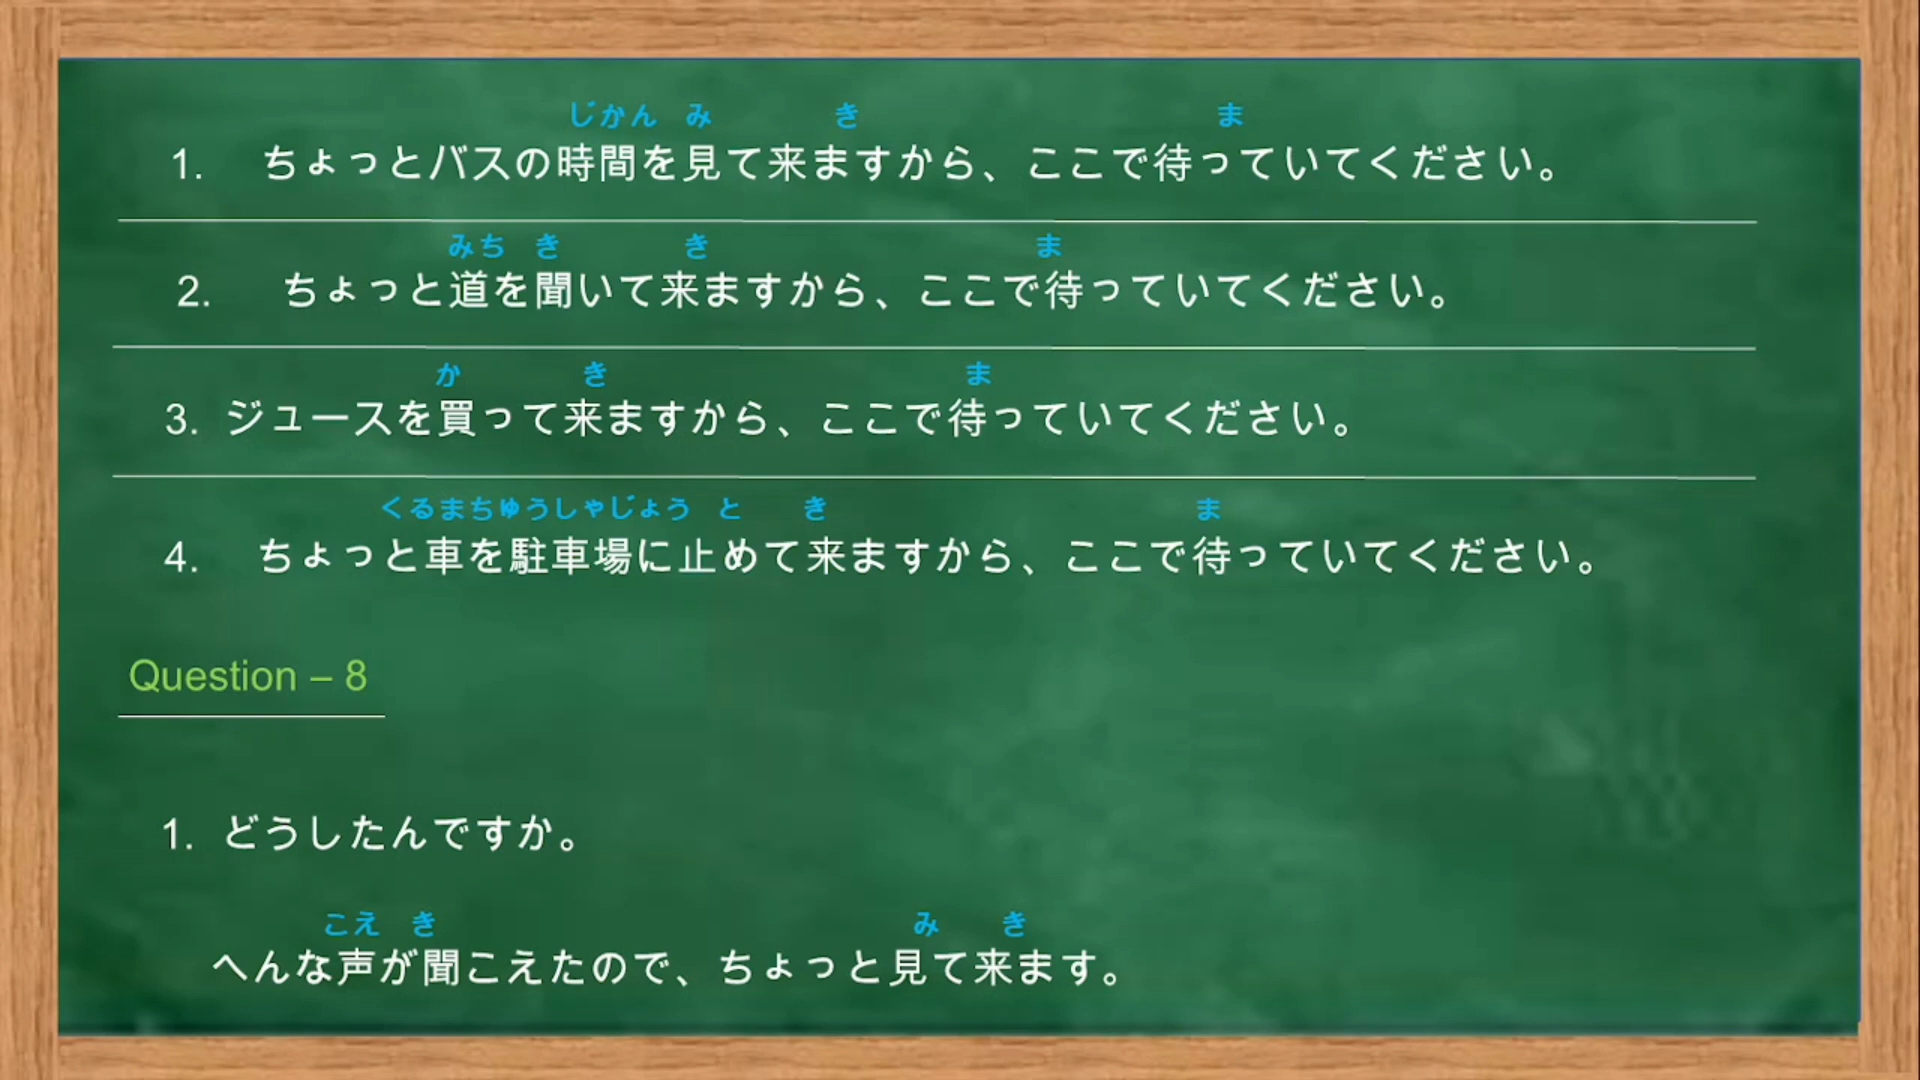 じかん み き ま
1. ちょっとバスの時間を見て来ますから、ここで待っていてください。
みち き き ま
2. ちょっと道を聞いて来ますから、ここで待っていてください。
か き ま
3. ジュースを買って来ますから、ここで待っていてください。
くるまちゅうしゃじょう と き ま
4. ちょっと車を駐車場に止めて来ますから、ここで待っていてください。
Question – 8
1. どうしたんですか。
こえ き み き
へんな声が聞こえたので、ちょっと見て来ます。